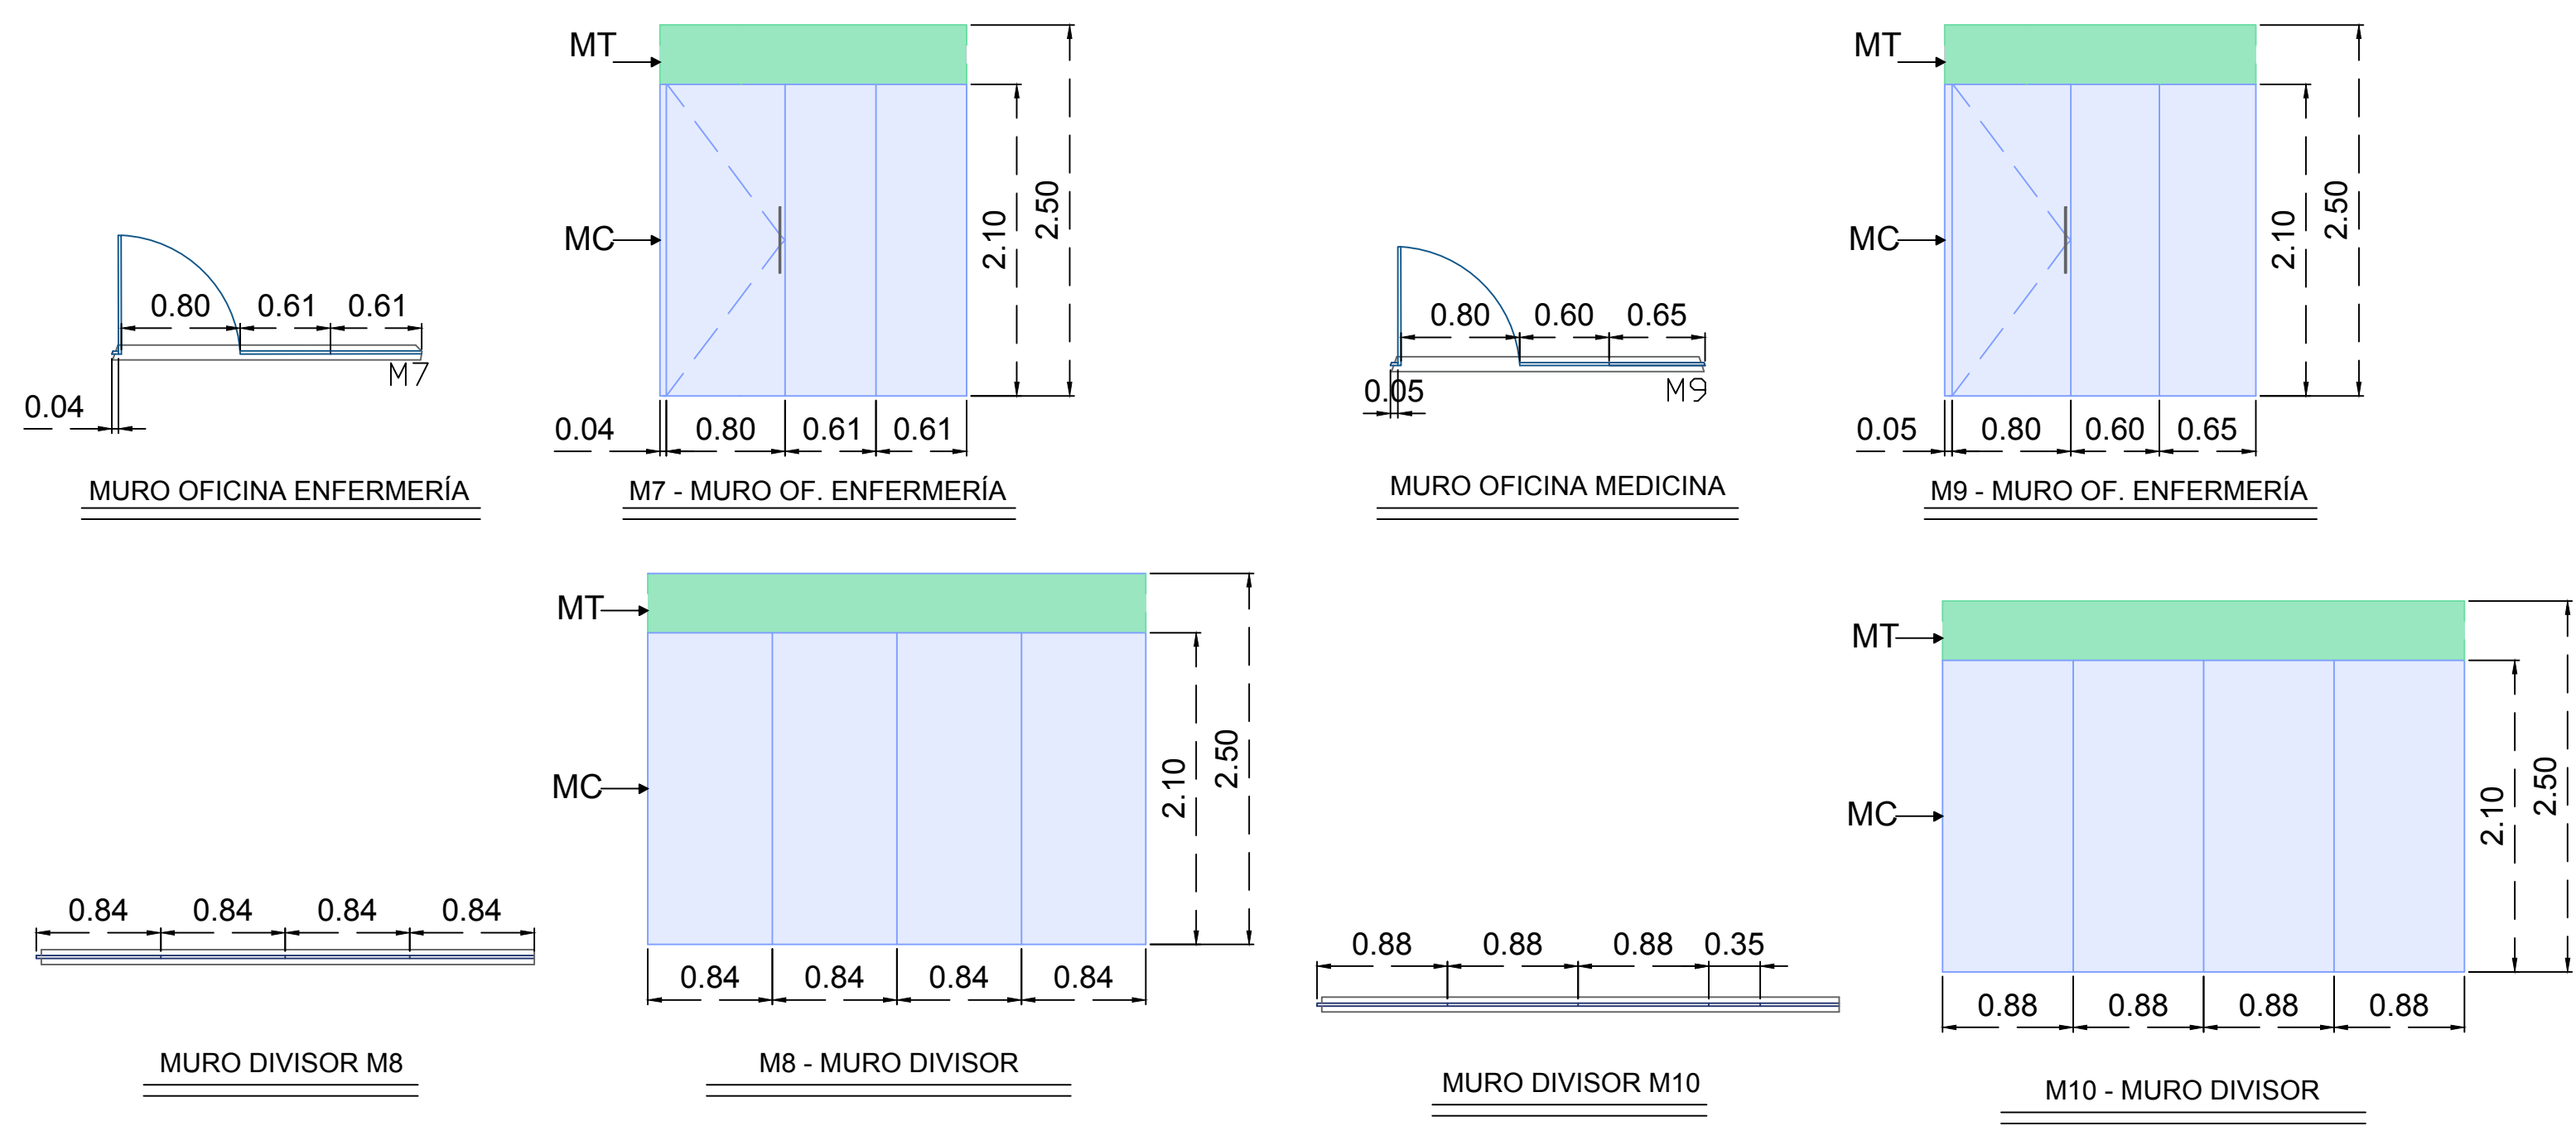 MT
MC
2.10
2.50
0.80 0.61 0.61
M7
0.04
0.04 0.80 0.61 0.61
MURO OFICINA ENFERMERÍA
M7 - MURO OF. ENFERMERÍA
MT
MC
2.10
2.50
0.80 0.60 0.65
0.05
M9
0.05 0.80 0.60 0.65
MURO OFICINA MEDICINA
M9 - MURO OF. ENFERMERÍA
MT
MC
2.10
2.50
0.84 0.84 0.84 0.84
0.84 0.84 0.84 0.84
MURO DIVISOR M8
M8 - MURO DIVISOR
MT
MC
2.10
2.50
0.88 0.88 0.88 0.35
0.88 0.88 0.88 0.88
MURO DIVISOR M10
M10 - MURO DIVISOR